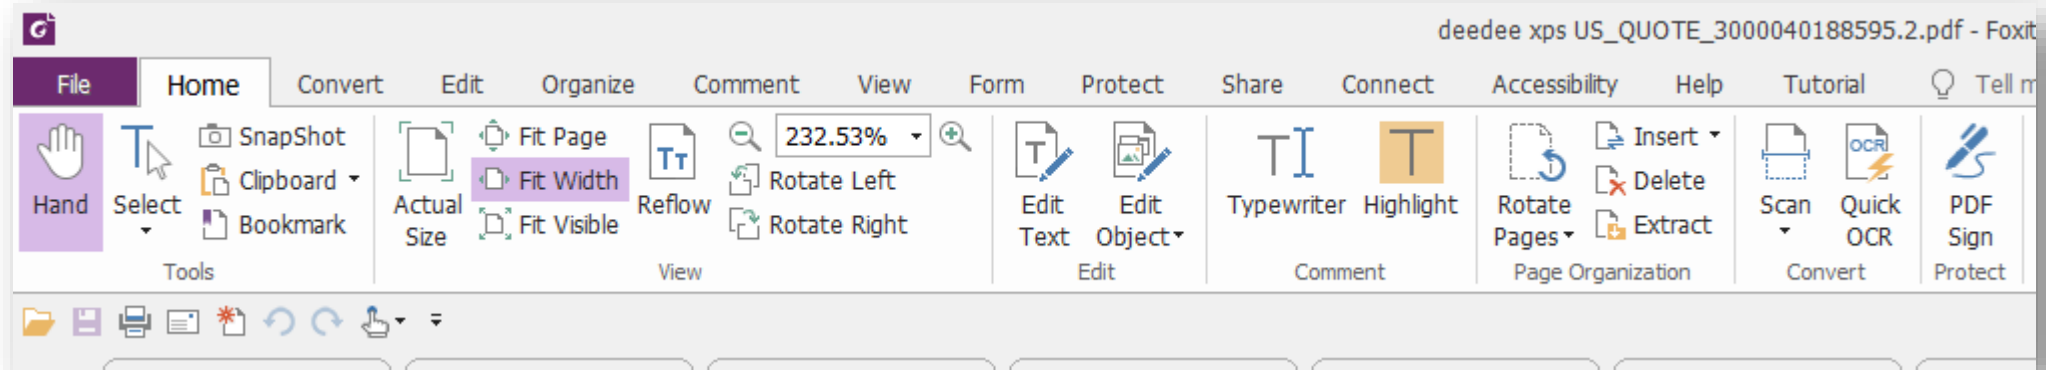 deedee xps US_QUOTE_3000040188595.2.pdf - Foxit
File Home Convert Edit Organize Comment View Form Protect Share Connect Accessibility Help Tutorial Tell m
SnapShot Fit Page 232.53% Insert
Clipboard Fit Width Rotate Left Delete
Hand Select Bookmark Actual Size Fit Visible Reflow Rotate Right Edit Text Edit Object Typewriter Highlight Rotate Pages Extract Scan Quick OCR PDF Sign
Tools View Edit Comment Page Organization Convert Protect